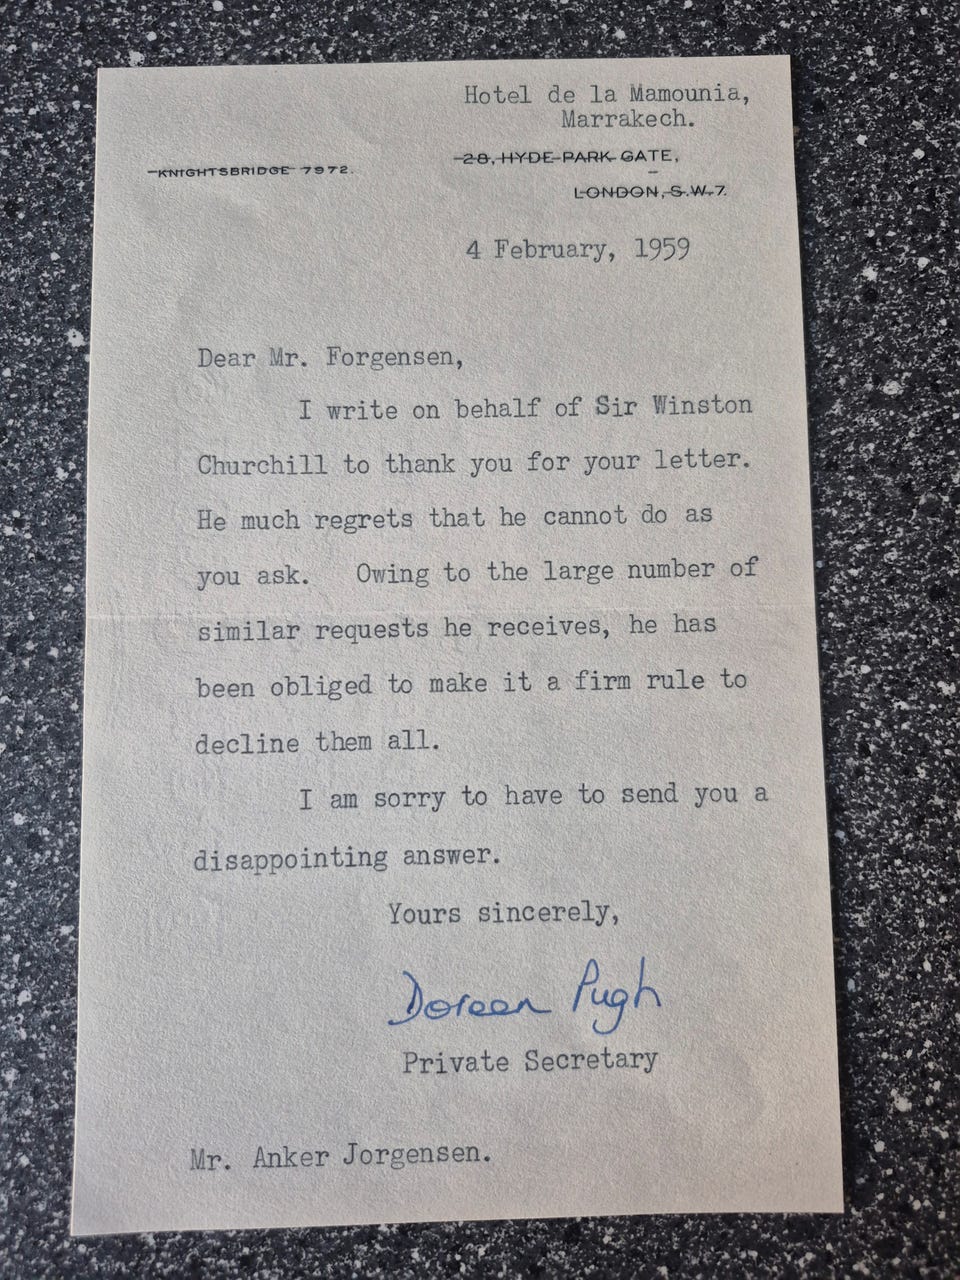 Hotel de la Mamounia,
Marrakech.
KNIGHTSBRIDGE 7972.
28, HYDE PARK GATE,
LONDON, S.W.7.
4 February, 1959
Dear Mr. Forgensen,
I write on behalf of Sir Winston
Churchill to thank you for your letter.
He much regrets that he cannot do as
you ask. Owing to the large number of
similar requests he receives, he has
been obliged to make it a firm rule to
decline them all.
I am sorry to have to send you a
disappointing answer.
Yours sincerely,
Doreen Pugh
Private Secretary
Mr. Anker Jorgensen.